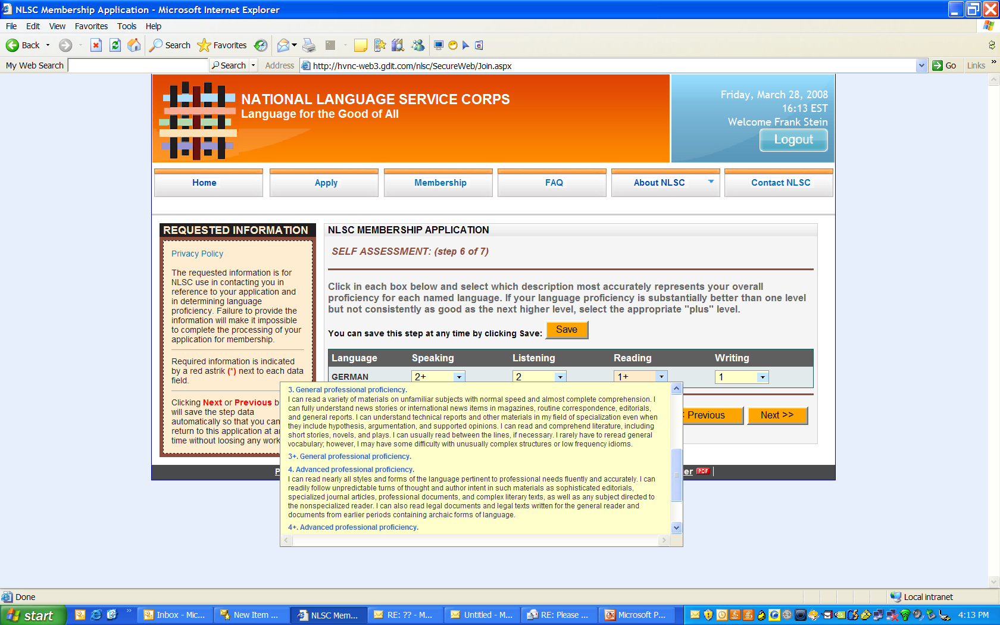 NLSC Membership Application - Microsoft Internet Explorer
File Edit View Favorites Tools Help
Back Search Favorites
My Web Search Search Address http://hvnc-web3.gdit.com/nlsc/SecureWeb/Join.aspx Go Links »
NATIONAL LANGUAGE SERVICE CORPS
Language for the Good of All
Friday, March 28, 2008
16:13 EST
Welcome Frank Stein
Logout
Home Apply Membership FAQ About NLSC Contact NLSC
REQUESTED INFORMATION
Privacy Policy
The requested information is for
NLSC use in contacting you in
reference to your application and
in determining language
proficiency. Failure to provide the
information will make it impossible
to complete the processing of your
application for membership.
Required information is indicated
by a red astrik (*) next to each data
field.
Clicking Next or Previous b
will save the step data
automatically so that you can
return to this application at an
time without loosing any work
NLSC MEMBERSHIP APPLICATION
SELF ASSESSMENT: (step 6 of 7)
Click in each box below and select which description most accurately represents your overall
proficiency for each named language. If your language proficiency is substantially better than one level
but not consistently as good as the next higher level, select the appropriate "plus" level.
You can save this step at any time by clicking Save: Save
Language Speaking Listening Reading Writing
GERMAN 2+ 2 1+ 1
3. General professional proficiency.
I can read a variety of materials on unfamiliar subjects with normal speed and almost complete comprehension. I
can fully understand news stories or international news items in magazines, routine correspondence, editorials,
and general reports. I can understand technical reports and other materials in my field of specialization even when
they include hypothesis, argumentation, and supported opinions. I can read and comprehend literature, including
short stories, novels, and plays. I can usually read between the lines, if necessary. I rarely have to reread general
vocabulary; however, I may have some difficulty with unusually complex structures or low frequency idioms.
3+. General professional proficiency.
4. Advanced professional proficiency.
I can read nearly all styles and forms of the language pertinent to professional needs fluently and accurately. I can
readily follow unpredictable turns of thought and author intent in such materials as sophisticated editorials,
specialized journal articles, professional documents, and complex literary texts, as well as any subject directed to
the nonspecialized reader. I can also read legal documents and legal texts written for the general reader and
documents from earlier periods containing archaic forms of language.
4+. Advanced professional proficiency.
Previous Next >>
P er PDF |
Done Local intranet
start » Inbox - Mic... New Item ... NLSC Mem... RE: ?? - M... Untitled - M... RE: Please ... Microsoft P... 4:13 PM